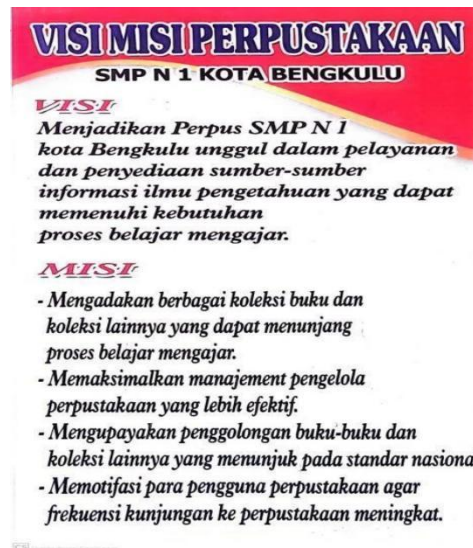 VISI MISI PERPUSTAKAAN
SMP N 1 KOTA BENGKULU
VISI
Menjadikan Perpus SMP N 1
kota Bengkulu unggul dalam pelayanan
dan penyediaan sumber-sumber
informasi ilmu pengetahuan yang dapat
memenuhi kebutuhan
proses belajar mengajar.
MISI
- Mengadakan berbagai koleksi buku dan
koleksi lainnya yang dapat menunjang
proses belajar mengajar.
- Memaksimalkan manajement pengelola
perpustakaan yang lebih efektif.
- Mengupayakan penggolongan buku-buku dan
koleksi lainnya yang menunjuk pada standar nasiona
- Memotifasi para pengguna perpustakaan agar
frekuensi kunjungan ke perpustakaan meningkat.